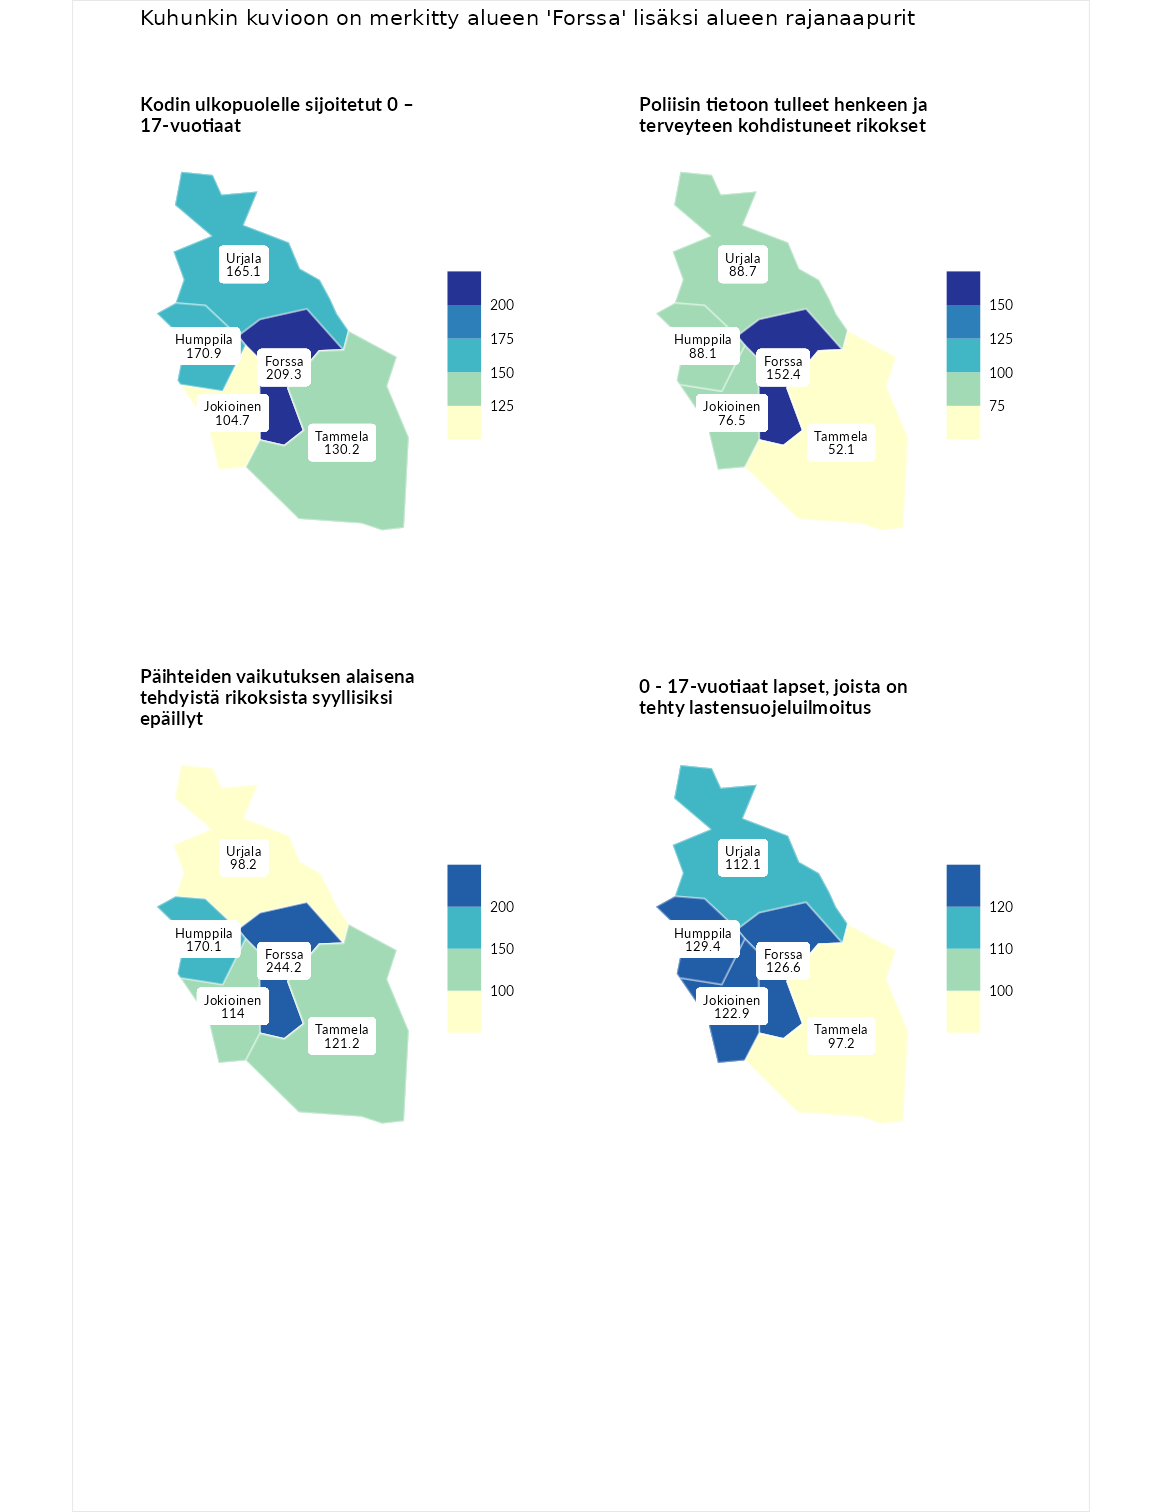 Kuhunkin kuvioon on merkitty alueen 'Forssa' lisäksi alueen rajanaapurit
Kodin ulkopuolelle sijoitetut 0 –
17-vuotiaat
Urjala
165.1
Humppila
170.9
Forssa
209.3
Jokioinen
104.7
Tammela
130.2
200
175
150
125
Poliisin tietoon tulleet henkeen ja
terveyteen kohdistuneet rikokset
Urjala
88.7
Humppila
88.1
Forssa
152.4
Jokioinen
76.5
Tammela
52.1
150
125
100
75
Päihteiden vaikutuksen alaisena
tehdyistä rikoksista syyllisiksi
epäillyt
Urjala
98.2
Humppila
170.1
Forssa
244.2
Jokioinen
114
Tammela
121.2
200
150
100
0 - 17-vuotiaat lapset, joista on
tehty lastensuojeluilmoitus
Urjala
112.1
Humppila
129.4
Forssa
126.6
Jokioinen
122.9
Tammela
97.2
120
110
100